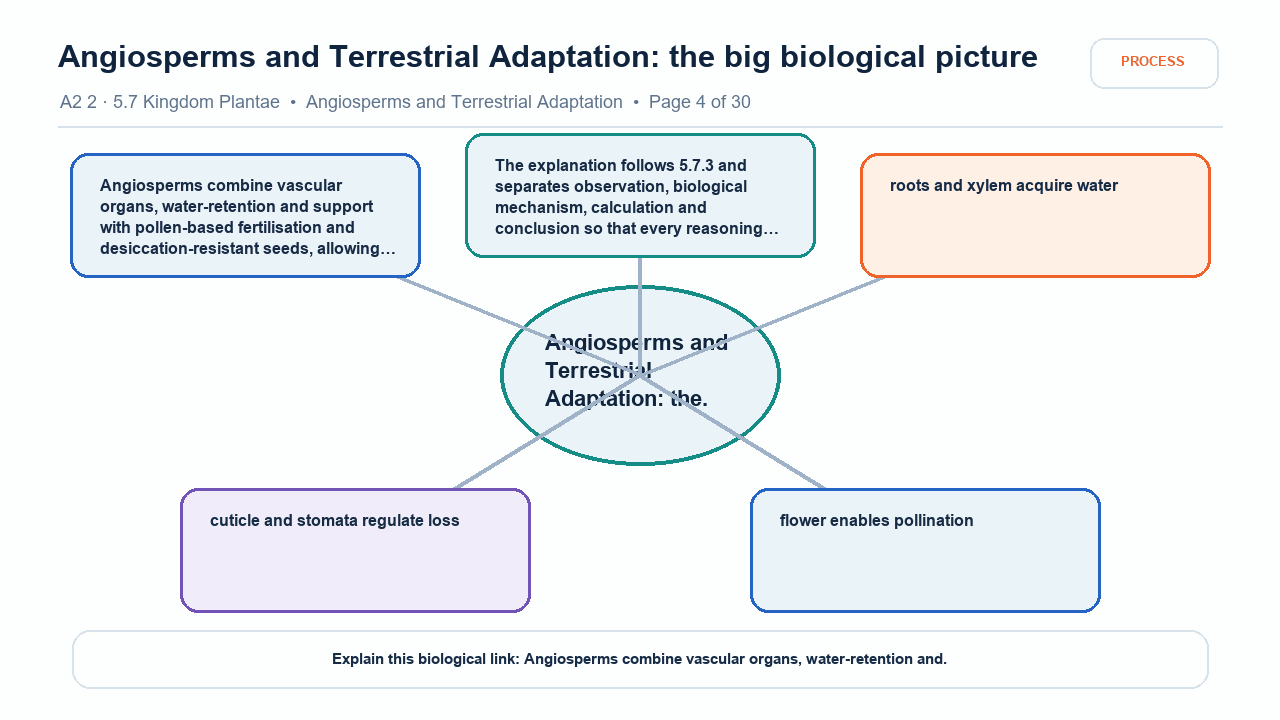 Angiosperms and Terrestrial Adaptation: the big biological picture
PROCESS
A2 2 · 5.7 Kingdom Plantae • Angiosperms and Terrestrial Adaptation • Page 4 of 30
Angiosperms combine vascular
organs, water-retention and support
with pollen-based fertilisation and
desiccation-resistant seeds, allowing…
The explanation follows 5.7.3 and
separates observation, biological
mechanism, calculation and
conclusion so that every reasoning…
roots and xylem acquire water
Angiosperms and
Terrestrial
Adaptation: the.
cuticle and stomata regulate loss
flower enables pollination
Explain this biological link: Angiosperms combine vascular organs, water-retention and.